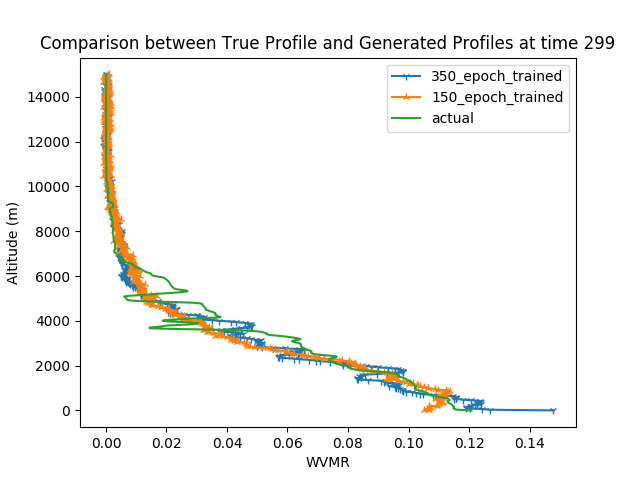 Comparison between True Profile and Generated Profiles at time 299
350_epoch_trained
150_epoch_trained
actual
Altitude (m)
14000
12000
10000
8000
6000
4000
2000
0
0.00 0.02 0.04 0.06 0.08 0.10 0.12 0.14
WVMR